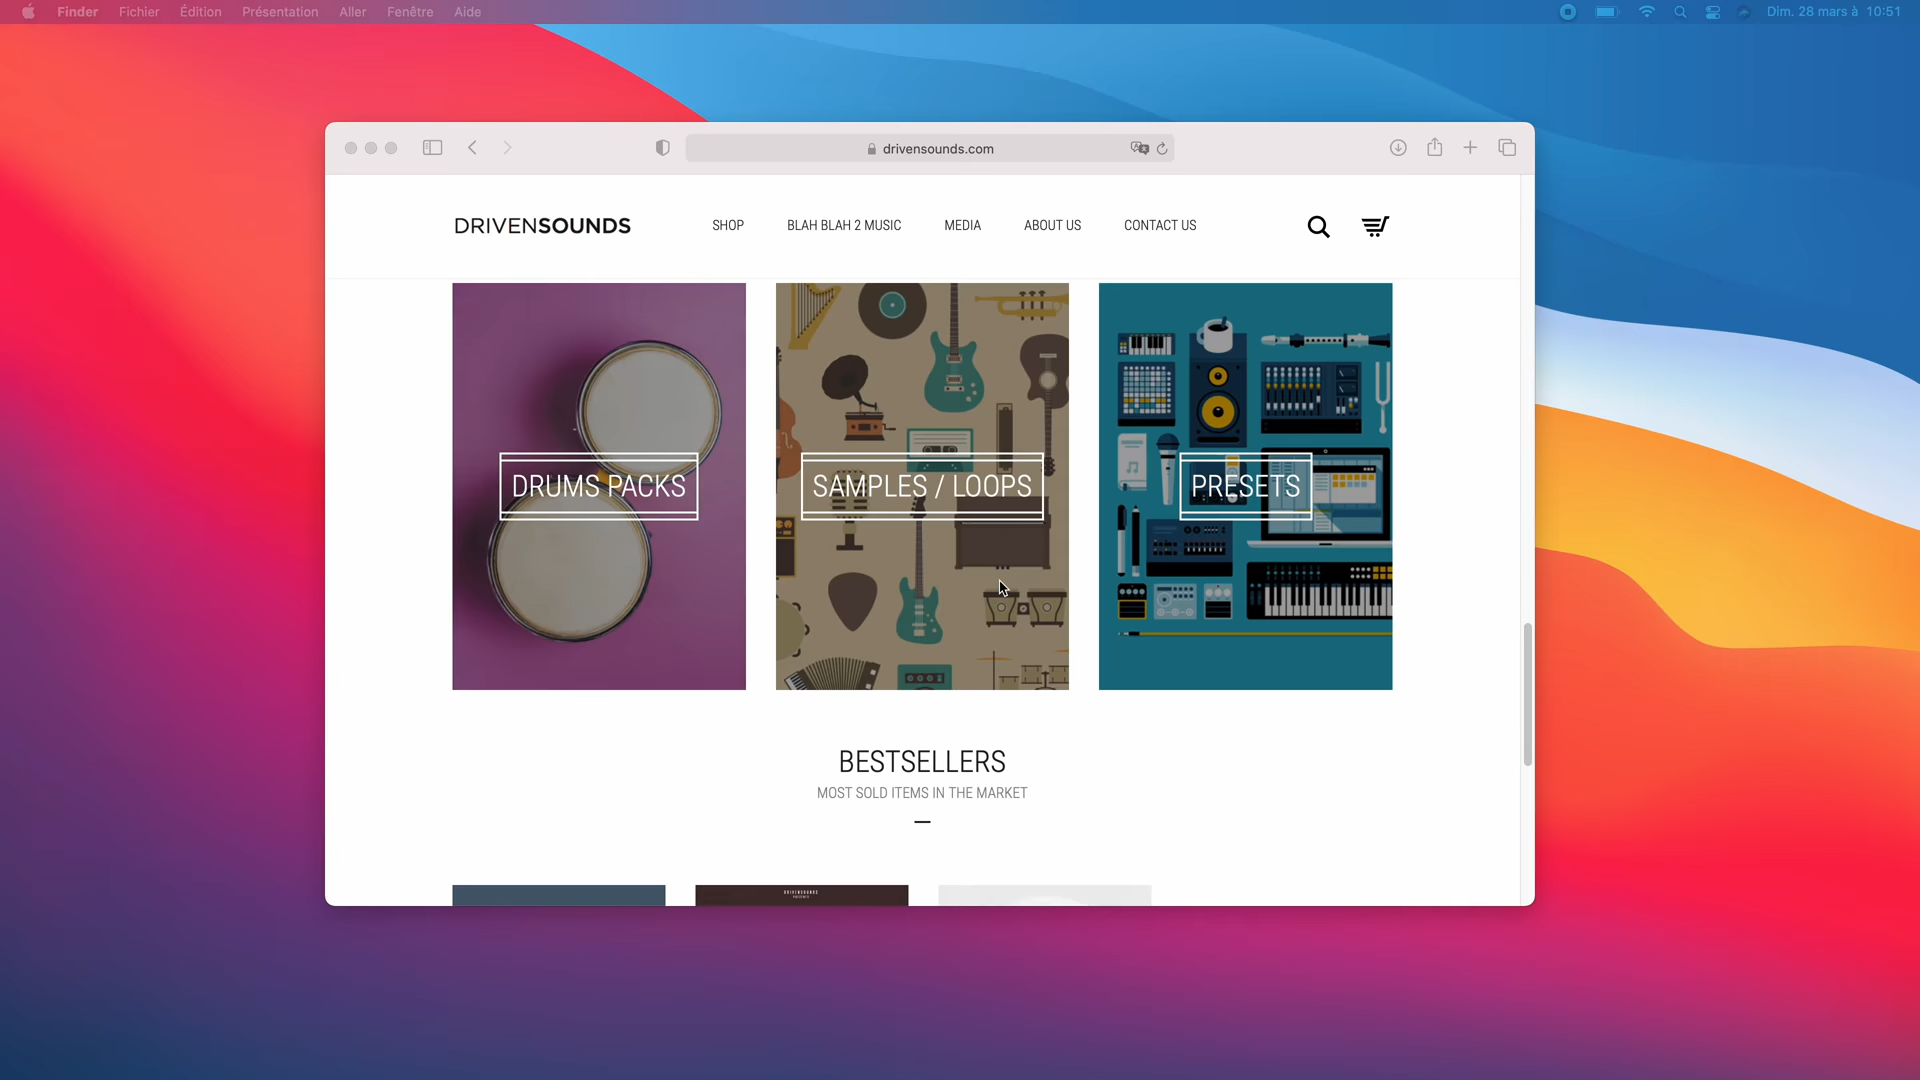 Finder Fichier Édition Présentation Aller Fenêtre Aide Dim. 28 mars à 10:51
drivensounds.com
DRIVENSOUNDS SHOP BLAH BLAH 2 MUSIC MEDIA ABOUT US CONTACT US
DRUMS PACKS SAMPLES / LOOPS PRESETS
BESTSELLERS
MOST SOLD ITEMS IN THE MARKET
DRIVENSOUNDS